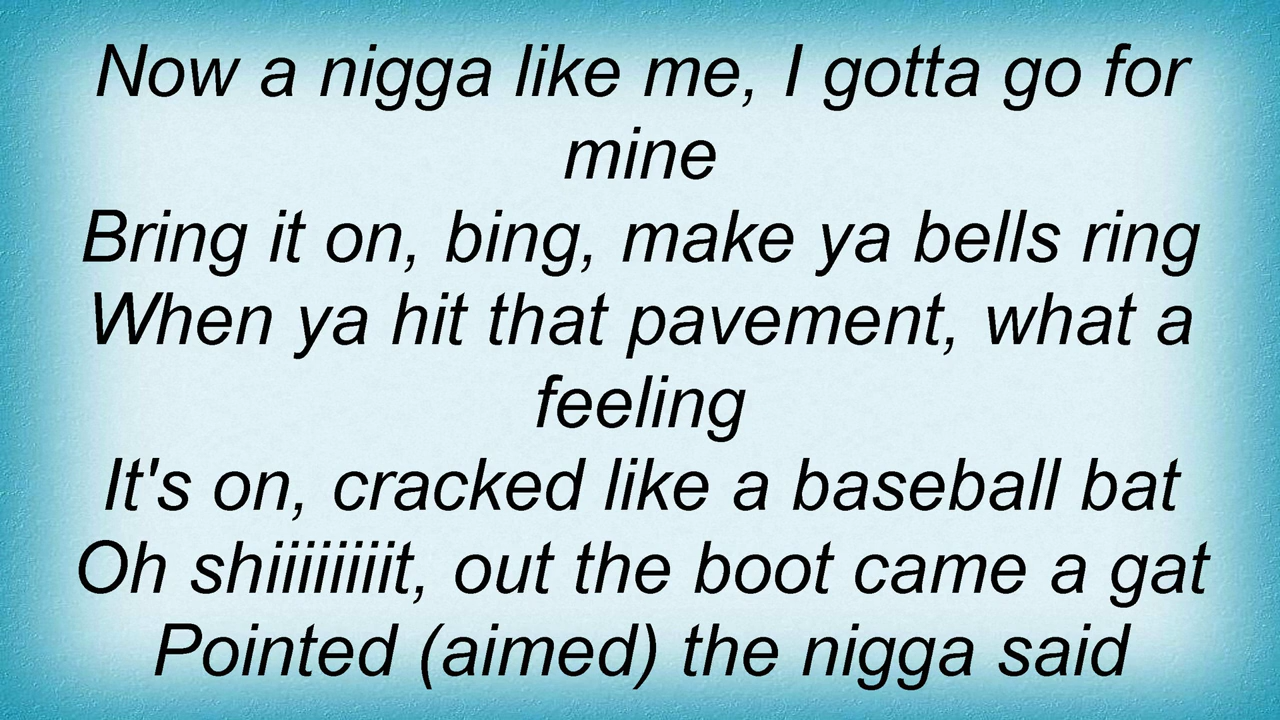 Now a nigga like me, I gotta go for
mine
Bring it on, bing, make ya bells ring
When ya hit that pavement, what a
feeling
It's on, cracked like a baseball bat
Oh shiiiiiiiit, out the boot came a gat
Pointed (aimed) the nigga said